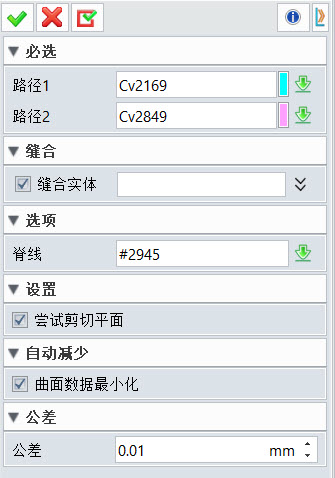 必选
路径1 Cv2169
路径2 Cv2849
缝合
缝合实体
选项
脊线 #2945
设置
尝试剪切平面
自动减少
曲面数据最小化
公差
公差 0.01 mm